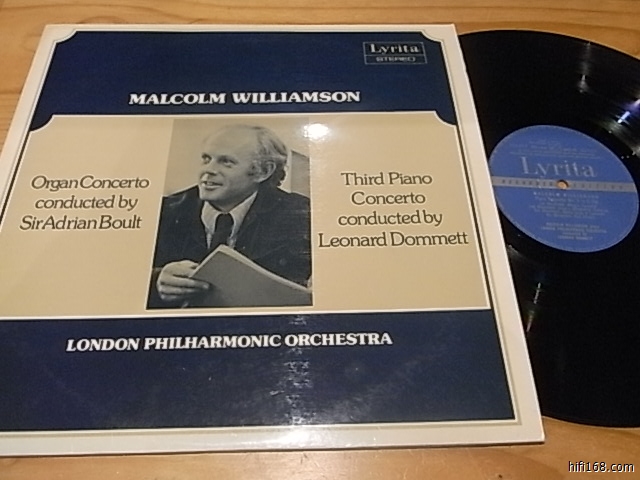 Lyrita
STEREO
MALCOLM WILLIAMSON
Organ Concerto
conducted by
Sir Adrian Boult
Third Piano
Concerto
conducted by
Leonard Dommett
LONDON PHILHARMONIC ORCHESTRA
Lyrita
hifi168.com